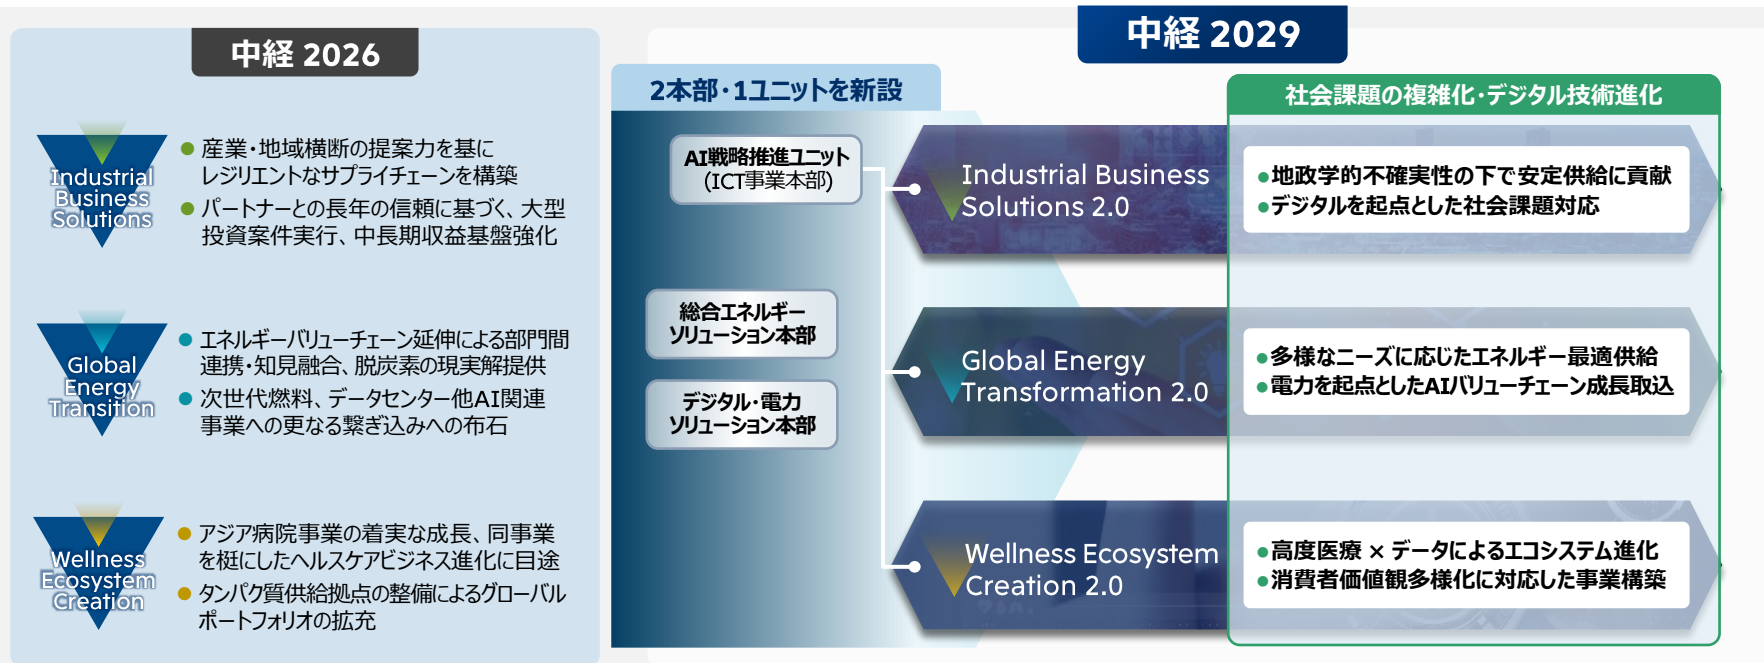 中経 2026
Industrial
Business
Solutions
● 産業・地域横断の提案力を基に
レジリエントなサプライチェーンを構築
● パートナーとの長年の信頼に基づく、大型
投資案件実行、中長期収益基盤強化
Global
Energy
Transition
● エネルギーバリューチェーン延伸による部門間
連携・知見融合、脱炭素の現実解提供
● 次世代燃料、データセンター他AI関連
事業への更なる繋ぎ込みへの布石
Wellness
Ecosystem
Creation
● アジア病院事業の着実な成長、同事業
を梃にしたヘルスケアビジネス進化に目途
● タンパク質供給拠点の整備によるグローバル
ポートフォリオの拡充
中経 2029
2本部・1ユニットを新設
AI戦略推進ユニット
(ICT事業本部)
総合エネルギー
ソリューション本部
デジタル・電力
ソリューション本部
社会課題の複雑化・デジタル技術進化
Industrial Business
Solutions 2.0
●地政学的不確実性の下で安定供給に貢献
●デジタルを起点とした社会課題対応
Global Energy
Transformation 2.0
●多様なニーズに応じたエネルギー最適供給
●電力を起点としたAIバリューチェーン成長取込
Wellness Ecosystem
Creation 2.0
●高度医療 × データによるエコシステム進化
●消費者価値観多様化に対応した事業構築